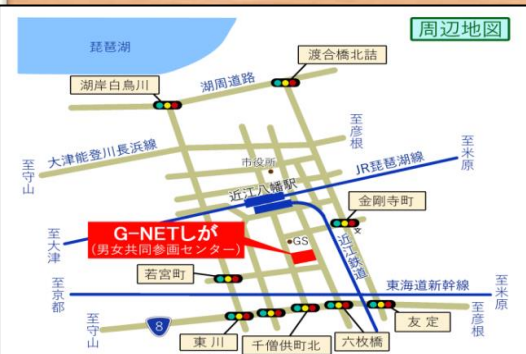 周辺地図
琵琶湖
渡合橋北詰
湖岸白鳥川
湖周道路
至彦根
大津能登川長浜線
市役所
至米原
JR琵琶湖線
至守山
近江八幡駅
金剛寺町
文
G-NETしが
(男女共同参画センター)
GS
近江鉄道
至大津
若宮町
東海道新幹線
至京都
至米原
8
至守山
東川
千僧供町北
六枚橋
友定
至彦根